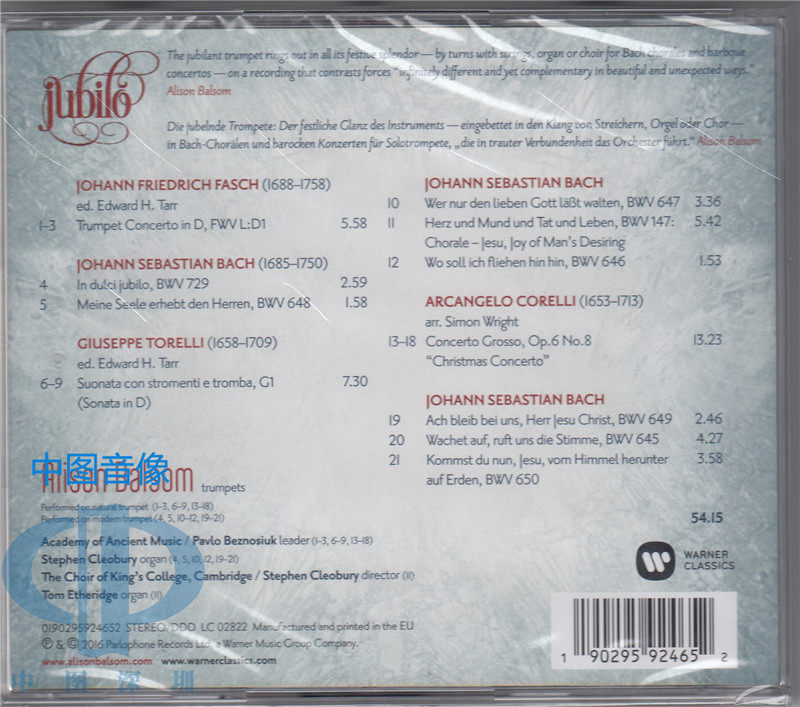 jubilo
The jubilant trumpet rings out in all its festive splendor — by turns with strings, organ or choir for Bach chorales and baroque
concertos — on a recording that contrasts forces "infinitely different and yet complementary in beautiful and unexpected ways."
Alison Balsom
Die jubelnde Trompete: Der festliche Glanz des Instruments — eingebettet in den Klang von Streichern, Orgel oder Chor —
in Bach-Chorälen und barocken Konzerten für Solotrompete, „die in trauter Verbundenheit das Orchester führt.“ Alison Balsom
JOHANN FRIEDRICH FASCH (1688–1758)
ed. Edward H. Tarr
1–3 Trumpet Concerto in D, FWV L:D1 5.58
JOHANN SEBASTIAN BACH (1685–1750)
4 In dulci jubilo, BWV 729 2.59
5 Meine Seele erhebt den Herren, BWV 648 1.58
GIUSEPPE TORELLI (1658–1709)
ed. Edward H. Tarr
6–9 Suonata con stromenti e tromba, G1 7.30
(Sonata in D)
JOHANN SEBASTIAN BACH
10 Wer nur den lieben Gott läßt walten, BWV 647 3.36
11 Herz und Mund und Tat und Leben, BWV 147: 5.42
Chorale – Jesu, Joy of Man's Desiring
12 Wo soll ich fliehen hin hin, BWV 646 1.53
ARCANGELO CORELLI (1653–1713)
arr. Simon Wright
13–18 Concerto Grosso, Op.6 No.8 13.23
"Christmas Concerto"
JOHANN SEBASTIAN BACH
19 Ach bleib bei uns, Herr Jesu Christ, BWV 649 2.46
20 Wachet auf, ruft uns die Stimme, BWV 645 4.27
21 Kommst du nun, Jesu, vom Himmel herunter 3.58
auf Erden, BWV 650
54.15
中图音像
Alison Balsom trumpets
Performed on natural trumpet (1–3, 6–9, 13–18)
Performed on modern trumpet (4, 5, 10–12, 19–21)
Academy of Ancient Music / Pavlo Beznosiuk leader (1–3, 6–9, 13–18)
Stephen Cleobury organ (4, 5, 10, 12, 19–21)
The Choir of King's College, Cambridge / Stephen Cleobury director (11)
Tom Etheridge organ (11)
WARNER
CLASSICS
0190295924652 STEREO/DDD LC 02822 Manufactured and printed in the EU
℗ & © 2016 Parlophone Records Ltd, a Warner Music Group Company.
www.alisonbalsom.com www.warnerclassics.com
1 90295 92465 2
中图深圳